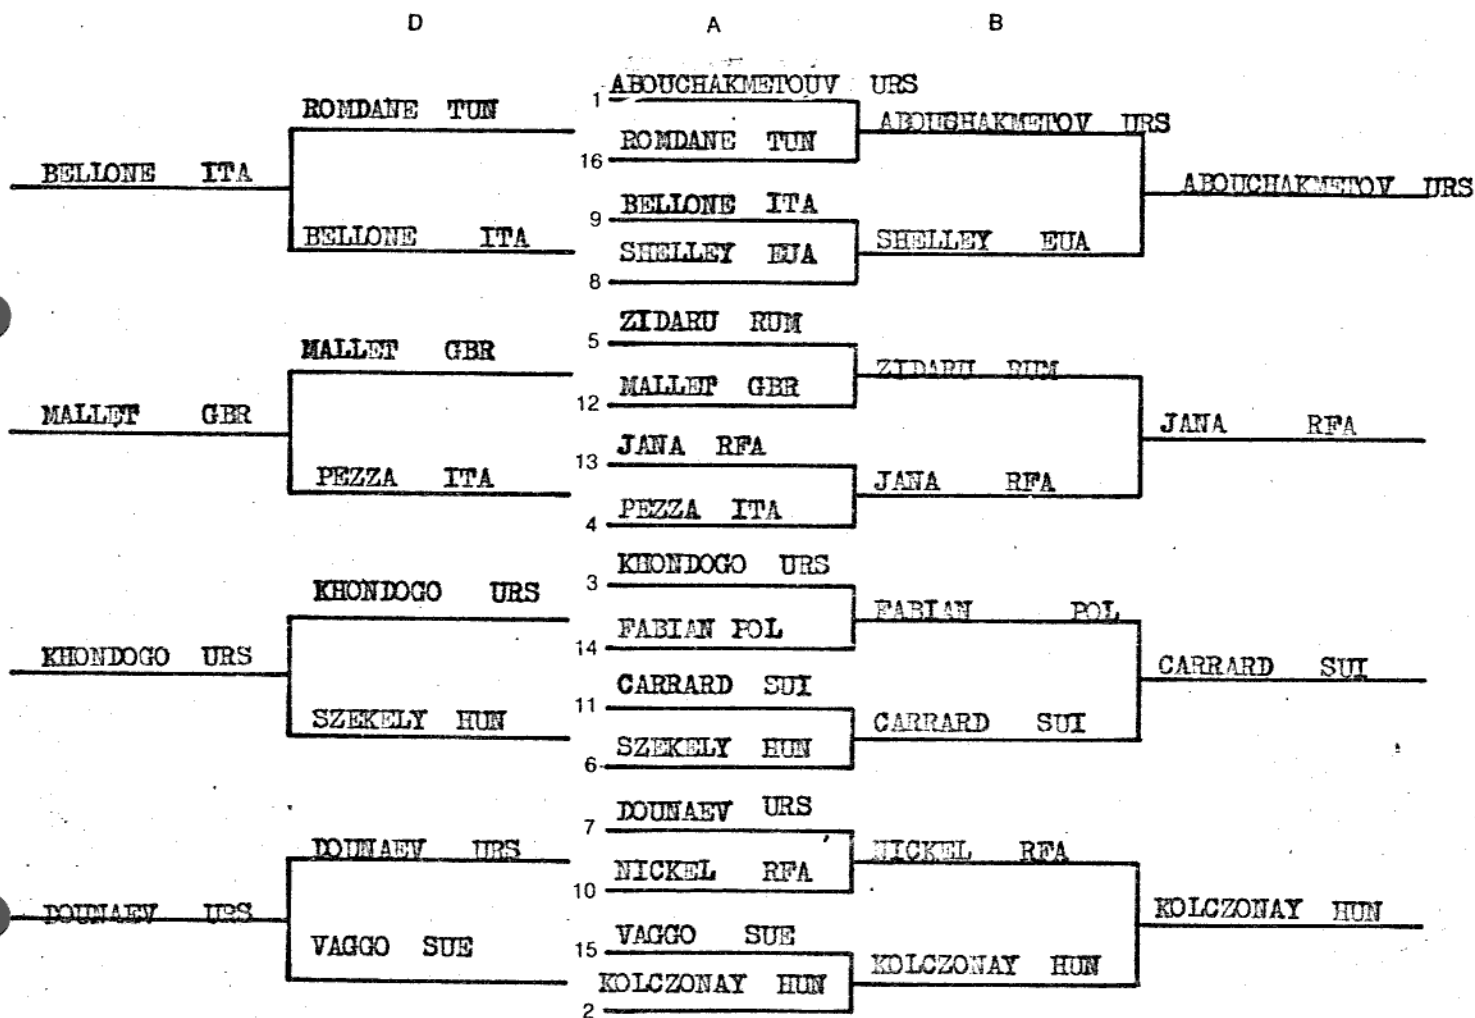 D A B
1 ABOUCHAKMETOUV URS
ROMDANE TUN
ABOUSHAKMETOV URS
16 ROMDANE TUN
BELLONE ITA
ABOUCHAKMETOV URS
9 BELLONE ITA
BELLONE ITA
SHELLEY EUA
8 SHELLEY EUA
5 ZIDARU RUM
MALLET GBR
ZIDARU RUM
12 MALLET GBR
MALLET GBR
JANA RFA
13 JANA RFA
PEZZA ITA
JANA RFA
4 PEZZA ITA
3 KHONDOGO URS
KHONDOGO URS
FABIAN POL
14 FABIAN POL
KHONDOGO URS
CARRARD SUI
11 CARRARD SUI
SZEKELY HUN
CARRARD SUI
6 SZEKELY HUN
7 DOUNAEV URS
DOUNAEV URS
NICKEL RFA
10 NICKEL RFA
DOUNAEV URS
KOLCZONAY HUN
15 VAGGO SUE
VAGGO SUE
KOLCZONAY HUN
2 KOLCZONAY HUN